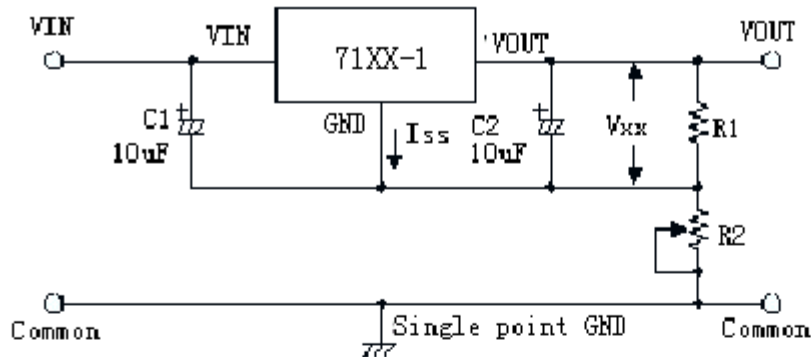 VIN
VIN
71XX-1
VOUT
VOUT
GND
Iss
C1
10uF
C2
10uF
Vxx
R1
R2
Common
Single point GND
Common